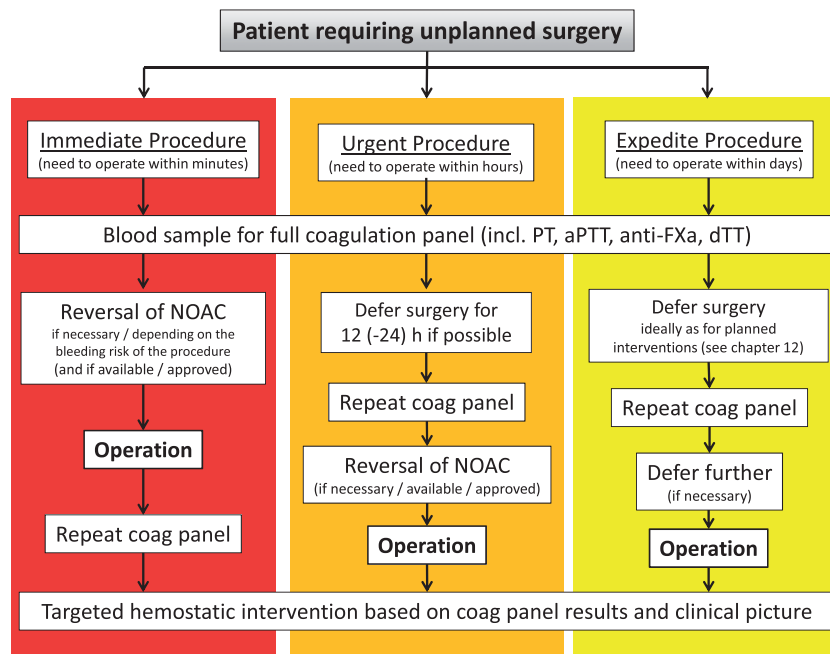 Patient requiring unplanned surgery
Immediate Procedure
(need to operate within minutes)
Urgent Procedure
(need to operate within hours)
Expedite Procedure
(need to operate within days)
Blood sample for full coagulation panel (incl. PT, aPTT, anti-FXa, dTT)
Reversal of NOAC
if necessary / depending on the
bleeding risk of the procedure
(and if available / approved)
Operation
Repeat coag panel
Defer surgery for
12 (-24) h if possible
Repeat coag panel
Reversal of NOAC
(if necessary / available / approved)
Operation
Defer surgery
ideally as for planned
interventions (see chapter 12)
Repeat coag panel
Defer further
(if necessary)
Operation
Targeted hemostatic intervention based on coag panel results and clinical picture